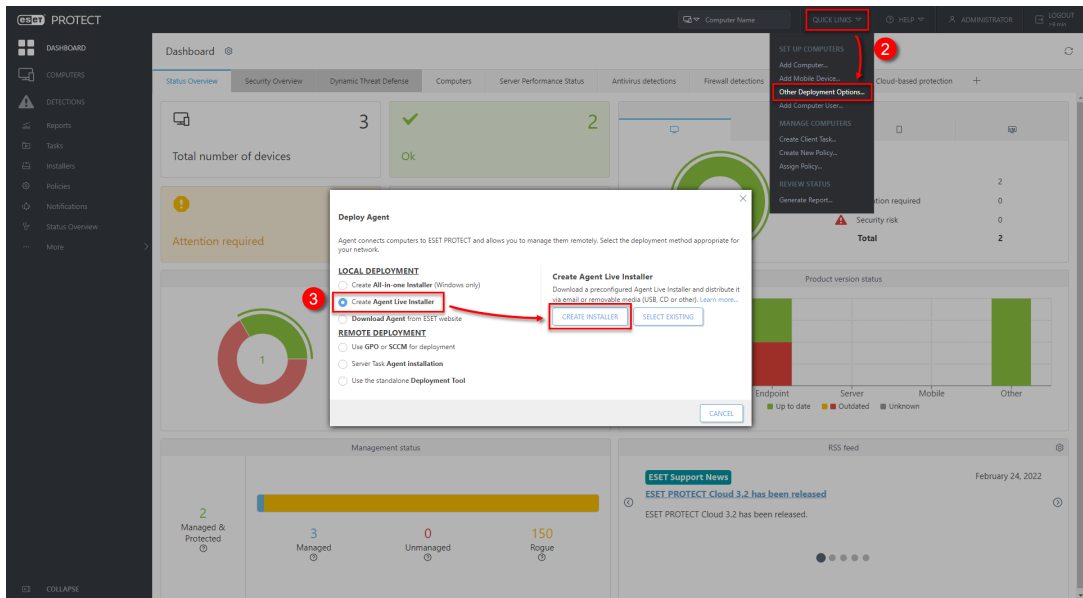 eset PROTECT
Computer Name
QUICK LINKS
HELP
ADMINISTRATOR
LOGOUT
>8 min
DASHBOARD
COMPUTERS
DETECTIONS
Reports
Tasks
Installers
Policies
Notifications
Status Overview
More
COLLAPSE
Dashboard
2
SET UP COMPUTERS
Add Computer...
Add Mobile Device...
Other Deployment Options...
Add Computer User...
MANAGE COMPUTERS
Create Client Task...
Create New Policy...
Assign Policy...
REVIEW STATUS
Generate Report...
Status Overview
Security Overview
Dynamic Threat Defense
Computers
Server Performance Status
Antivirus detections
Firewall detections
Cloud-based protection
3
Total number of devices
2
Ok
Attention required
2
tion required 0
Security risk 0
Total 2
Deploy Agent
Agent connects computers to ESET PROTECT and allows you to manage them remotely. Select the deployment method appropriate for
your network.
LOCAL DEPLOYMENT
Create All-in-one Installer (Windows only)
3
Create Agent Live Installer
Download Agent from ESET website
REMOTE DEPLOYMENT
Use GPO or SCCM for deployment
Server Task Agent installation
Use the standalone Deployment Tool
Create Agent Live Installer
Download a preconfigured Agent Live Installer and distribute it
via email or removable media (USB, CD or other). Learn more...
CREATE INSTALLER
SELECT EXISTING
CANCEL
1
Product version status
Endpoint
Server
Mobile
Other
Up to date
Outdated
Unknown
Management status
2
Managed &
Protected
3
Managed
0
Unmanaged
150
Rogue
RSS feed
ESET Support News
February 24, 2022
ESET PROTECT Cloud 3.2 has been released
ESET PROTECT Cloud 3.2 has been released.